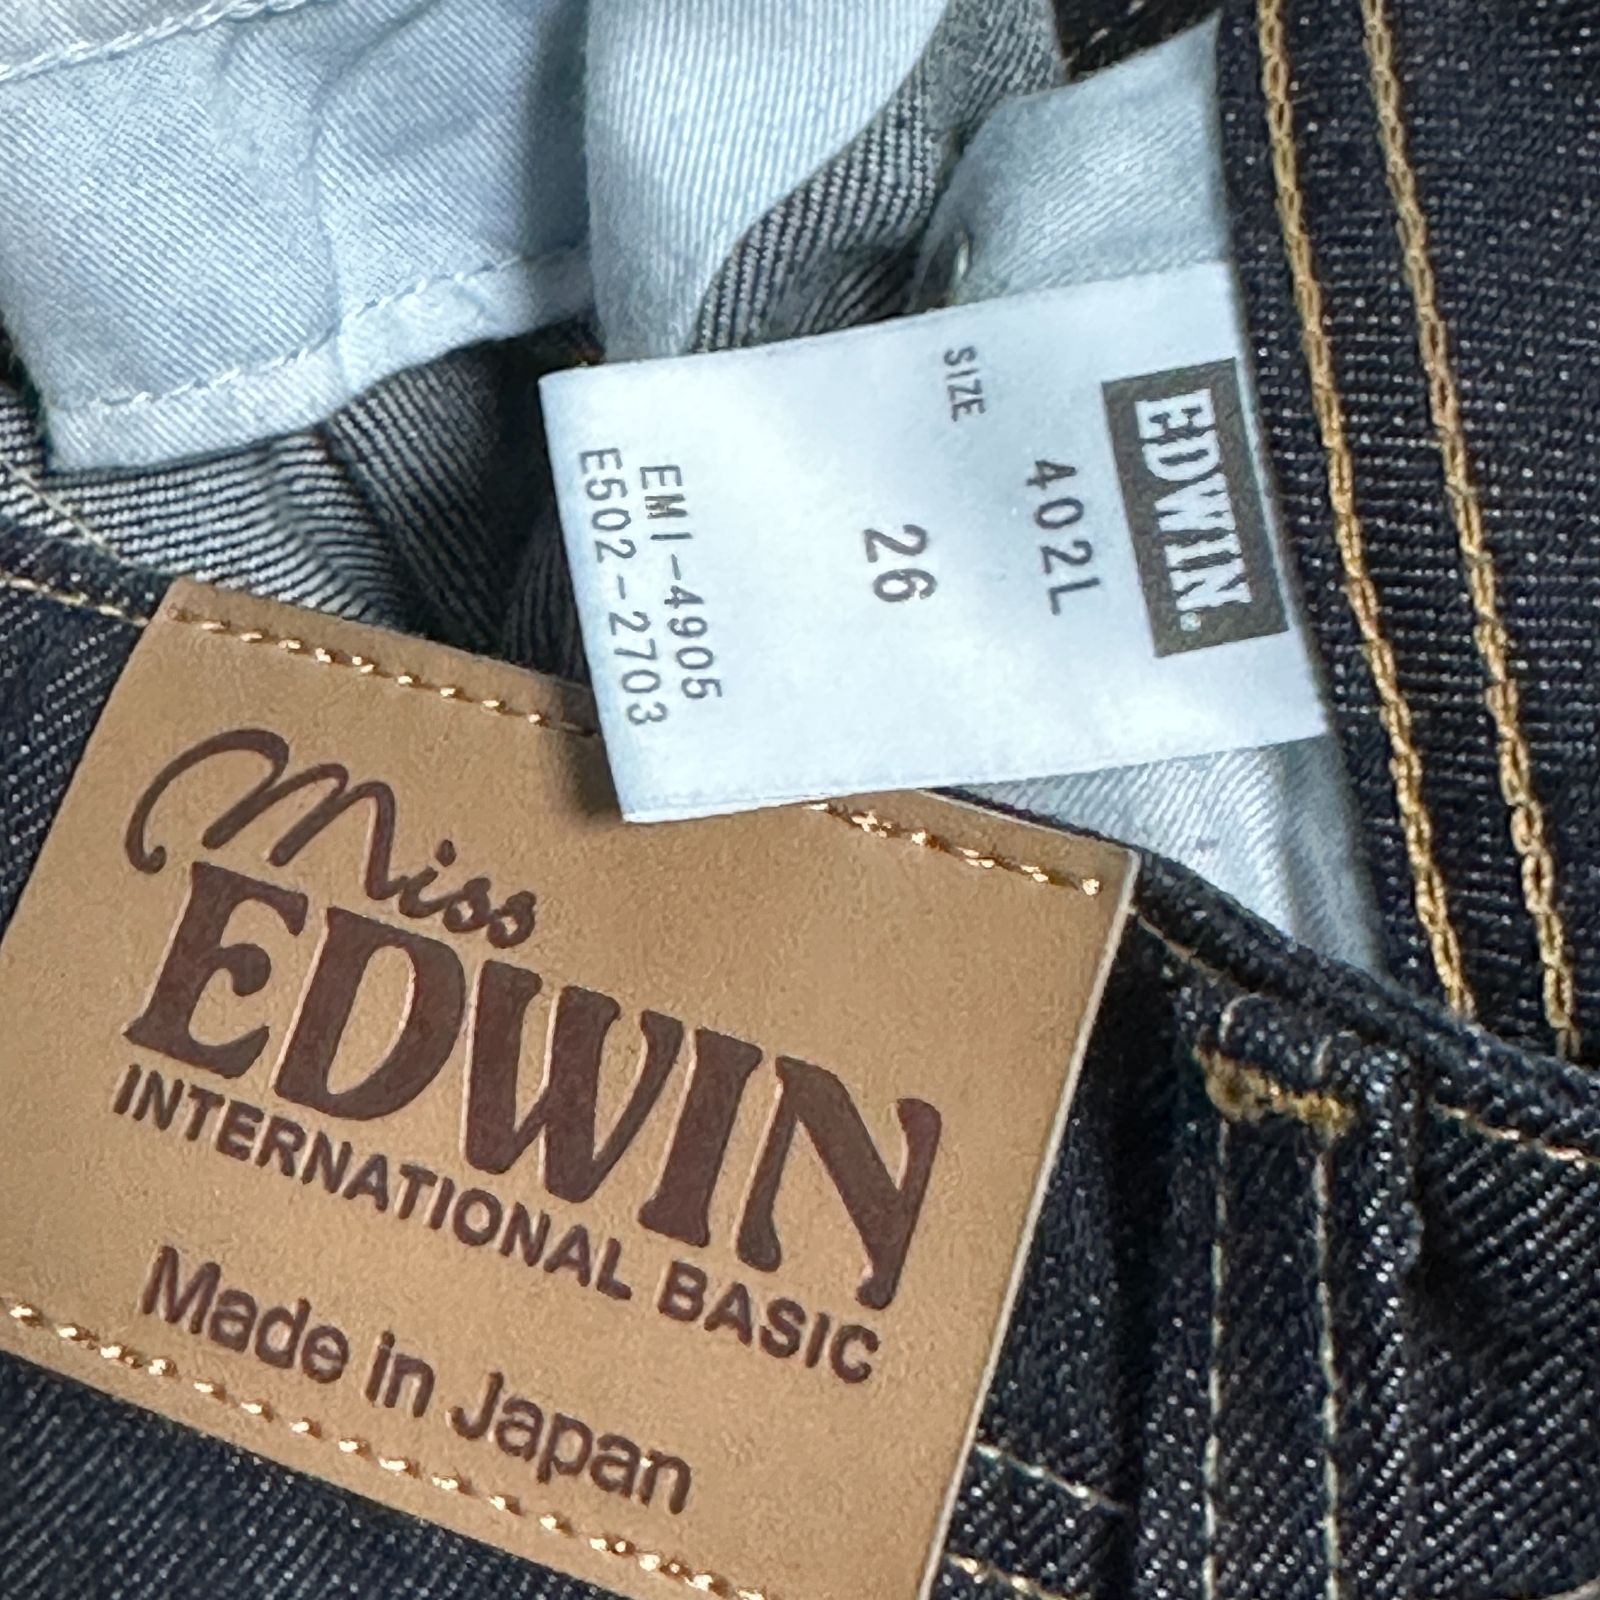 EDWIN®
402L
SIZE
26
EMI-4905
E502-2703
Miss
EDWIN
INTERNATIONAL BASIC
Made in Japan